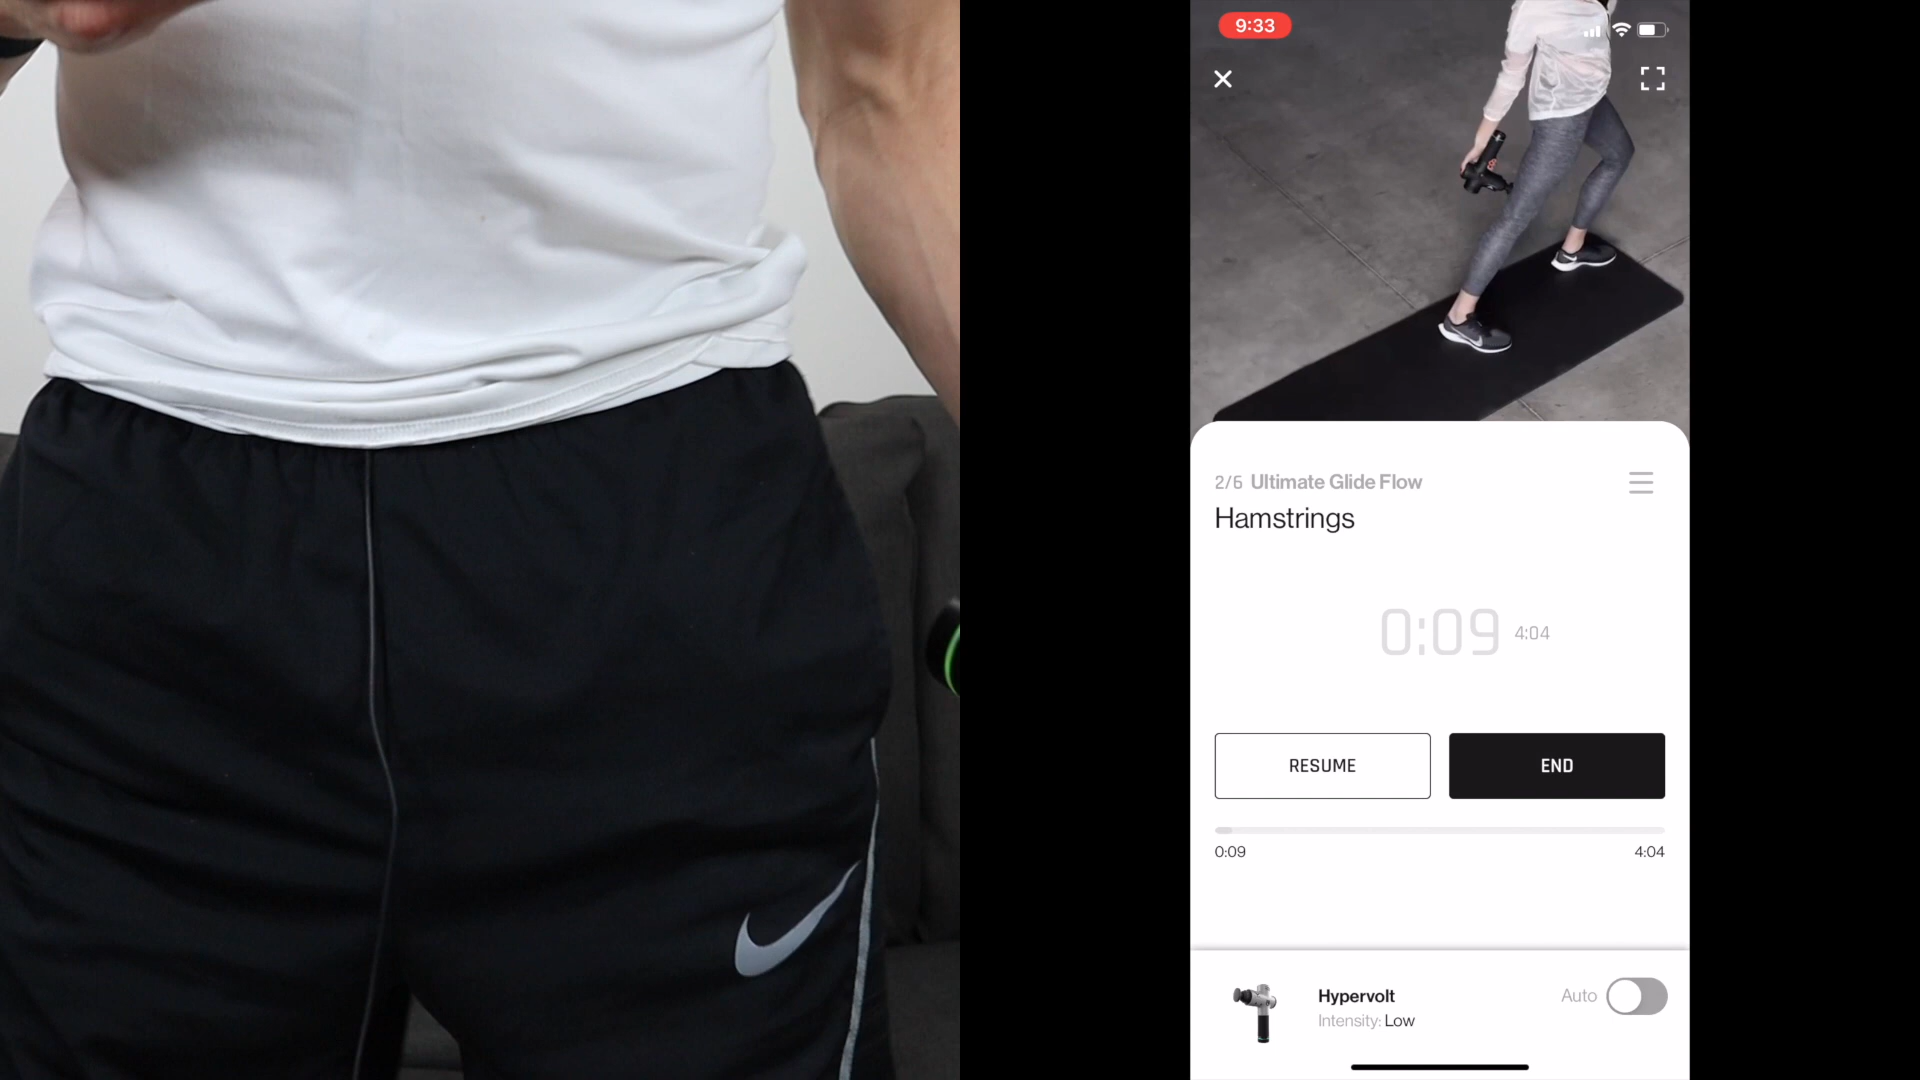 9:33
2/6 Ultimate Glide Flow
Hamstrings
0:09 4:04
RESUME
END
0:09
4:04
Hypervolt
Auto
Intensity: Low